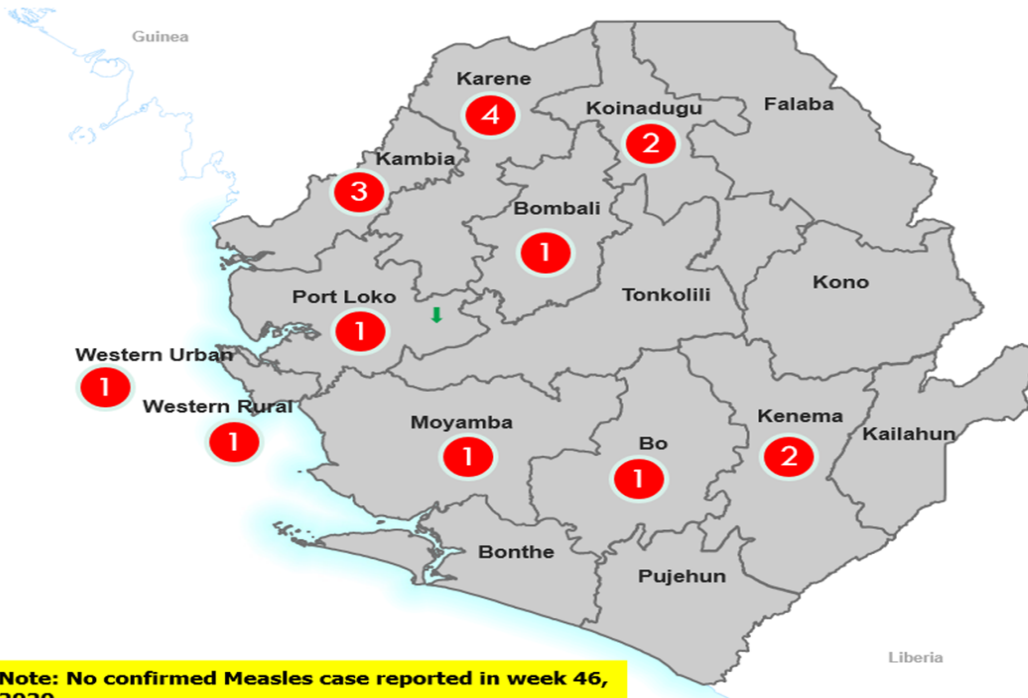 Guinea
Karene
4
Koinadugu
2
Falaba
Kambia
3
Bombali
1
Kono
Port Loko
1
Tonkolili
Western Urban
1
Western Rural
1
Moyamba
1
Bo
1
Kenema
2
Kailahun
Bonthe
Pujehun
Liberia
Note: No confirmed Measles case reported in week 46,